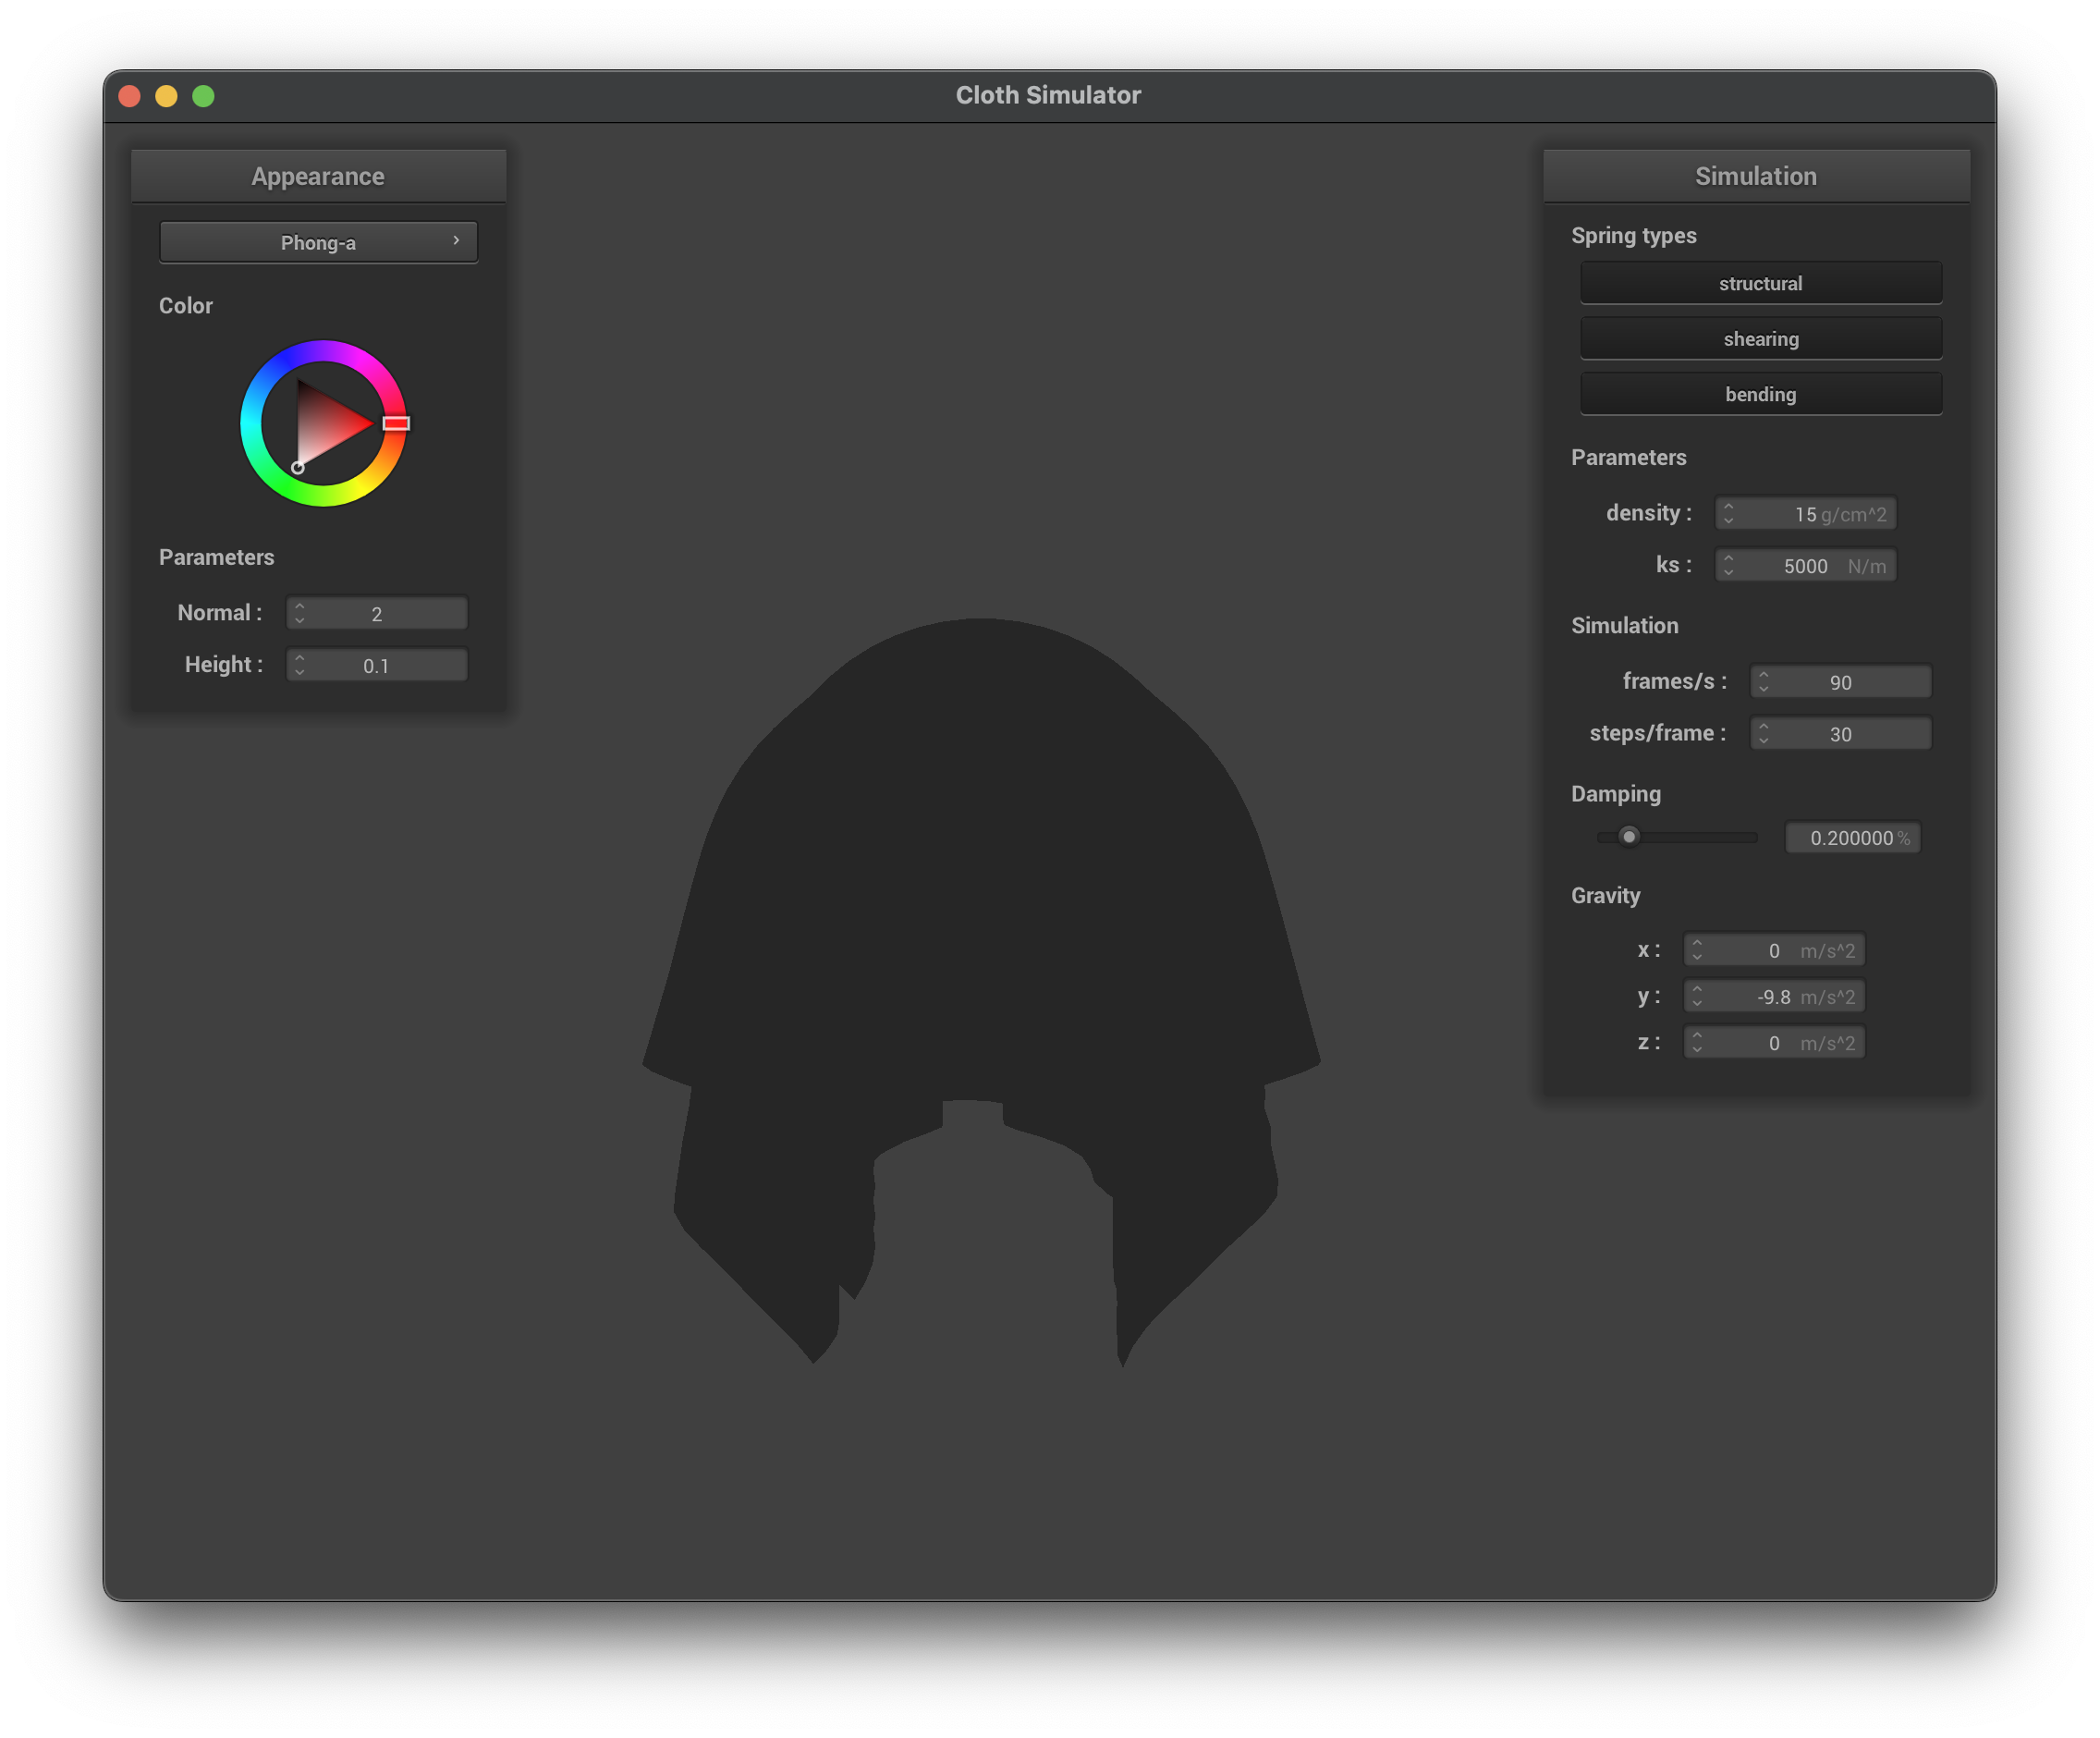 Cloth Simulator
Appearance
Phong-a
Color
Parameters
Normal : 2
Height : 0.1
Simulation
Spring types
structural
shearing
bending
Parameters
density : 15 g/cm^2
ks : 5000 N/m
Simulation
frames/s : 90
steps/frame : 30
Damping
0.200000 %
Gravity
x : 0 m/s^2
y : -9.8 m/s^2
z : 0 m/s^2